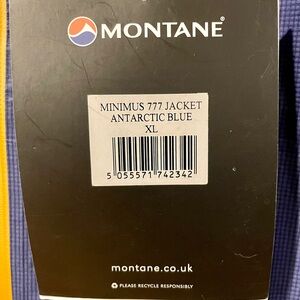 MONTANE®
MINIMUS 777 JACKET
ANTARCTIC BLUE
XL
5 055571 742342
montane.co.uk
PLEASE RECYCLE RESPONSIBLY